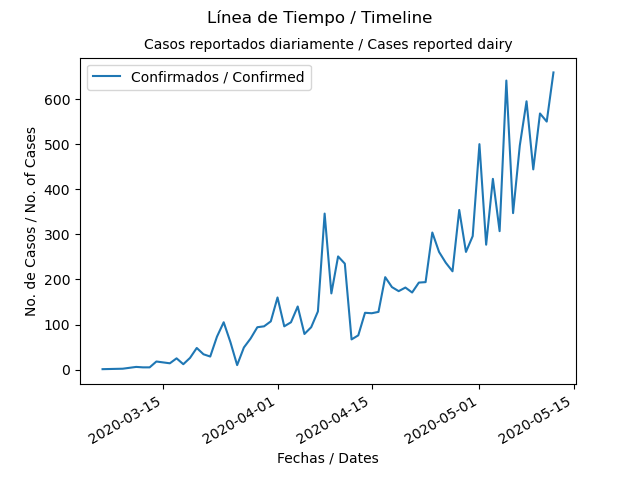 Línea de Tiempo / Timeline
Casos reportados diariamente / Cases reported dairy
Confirmados / Confirmed
No. de Casos / No. of Cases
600
500
400
300
200
100
0
2020-03-15
2020-04-01
2020-04-15
2020-05-01
2020-05-15
Fechas / Dates